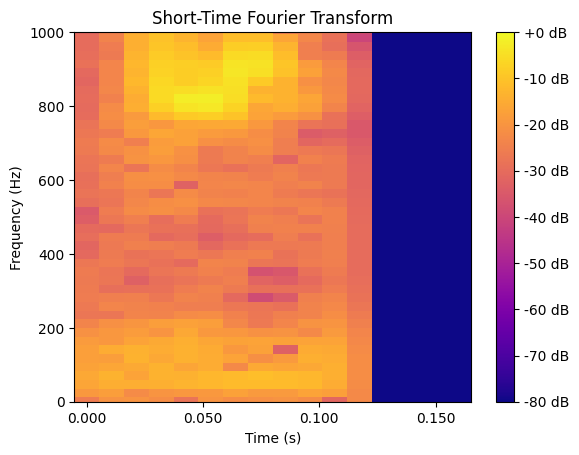 Short-Time Fourier Transform
1000
800
600
400
200
0
Frequency (Hz)
0.000
0.050
0.100
0.150
Time (s)
+0 dB
-10 dB
-20 dB
-30 dB
-40 dB
-50 dB
-60 dB
-70 dB
-80 dB